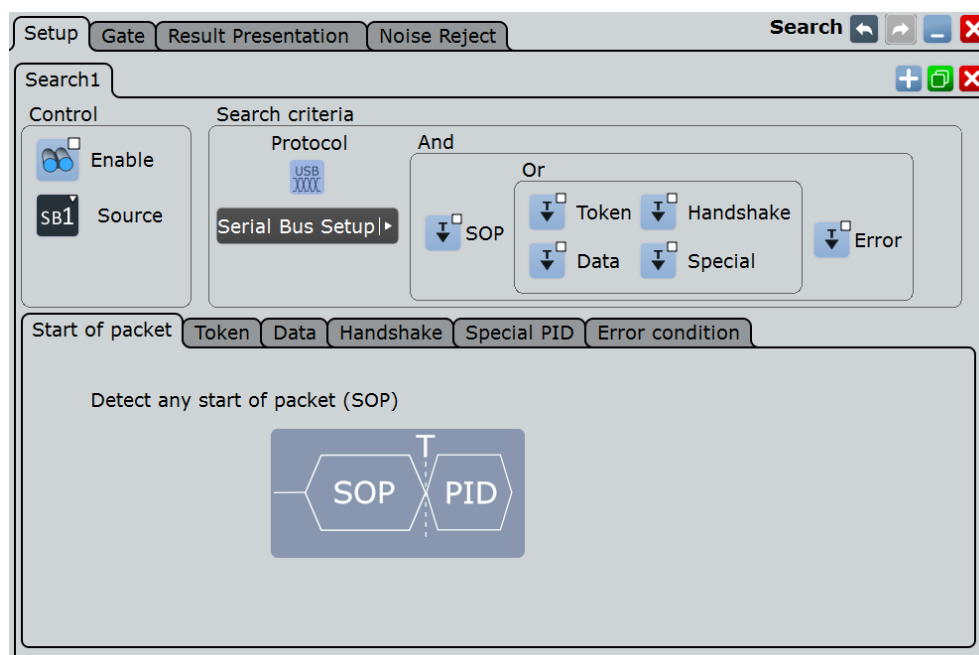 Setup Gate Result Presentation Noise Reject Search
Search1
Control Search criteria
Protocol And
USB Or
Enable
SB1 Source
Serial Bus Setup
T SOP
T Token T Handshake
T Data T Special
T Error
Start of packet Token Data Handshake Special PID Error condition
Detect any start of packet (SOP)
T
SOP PID